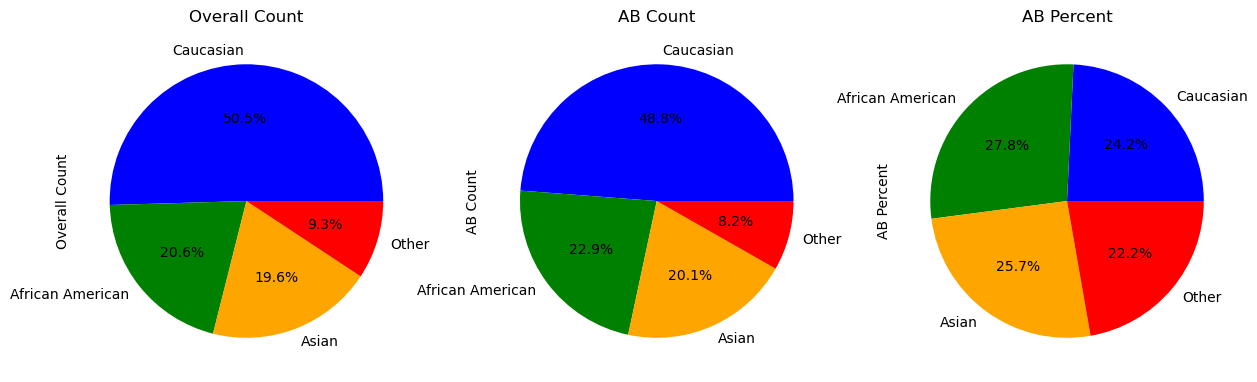 Overall Count
Caucasian
50.5%
Overall Count
9.3%
20.6%
Other
19.6%
African American
Asian
AB Count
Caucasian
48.8%
AB Count
8.2%
Other
22.9%
20.1%
African American
Asian
AB Percent
Caucasian
African American
24.2%
27.8%
AB Percent
22.2%
25.7%
Other
Asian